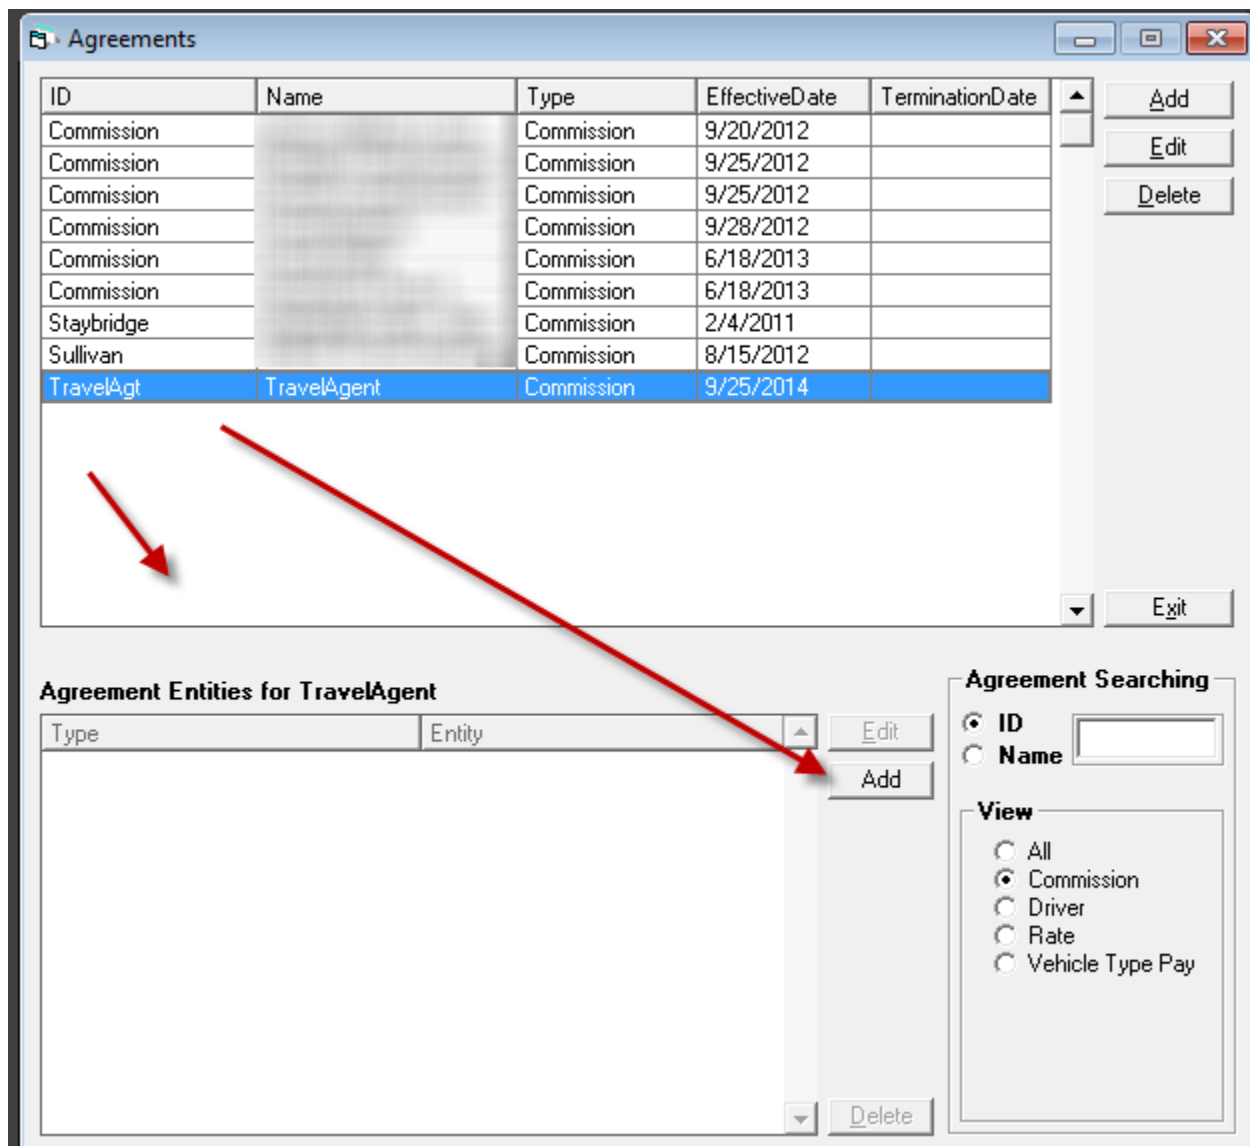 Agreements
ID Name Type EffectiveDate TerminationDate
Commission Commission 9/20/2012
Commission Commission 9/25/2012
Commission Commission 9/25/2012
Commission Commission 9/28/2012
Commission Commission 6/18/2013
Commission Commission 6/18/2013
Staybridge Commission 2/4/2011
Sullivan Commission 8/15/2012
TravelAgt TravelAgent Commission 9/25/2014
Add
Edit
Delete
Exit
Agreement Entities for TravelAgent
Type Entity
Edit
Add
Delete
Agreement Searching
ID
Name
View
All
Commission
Driver
Rate
Vehicle Type Pay